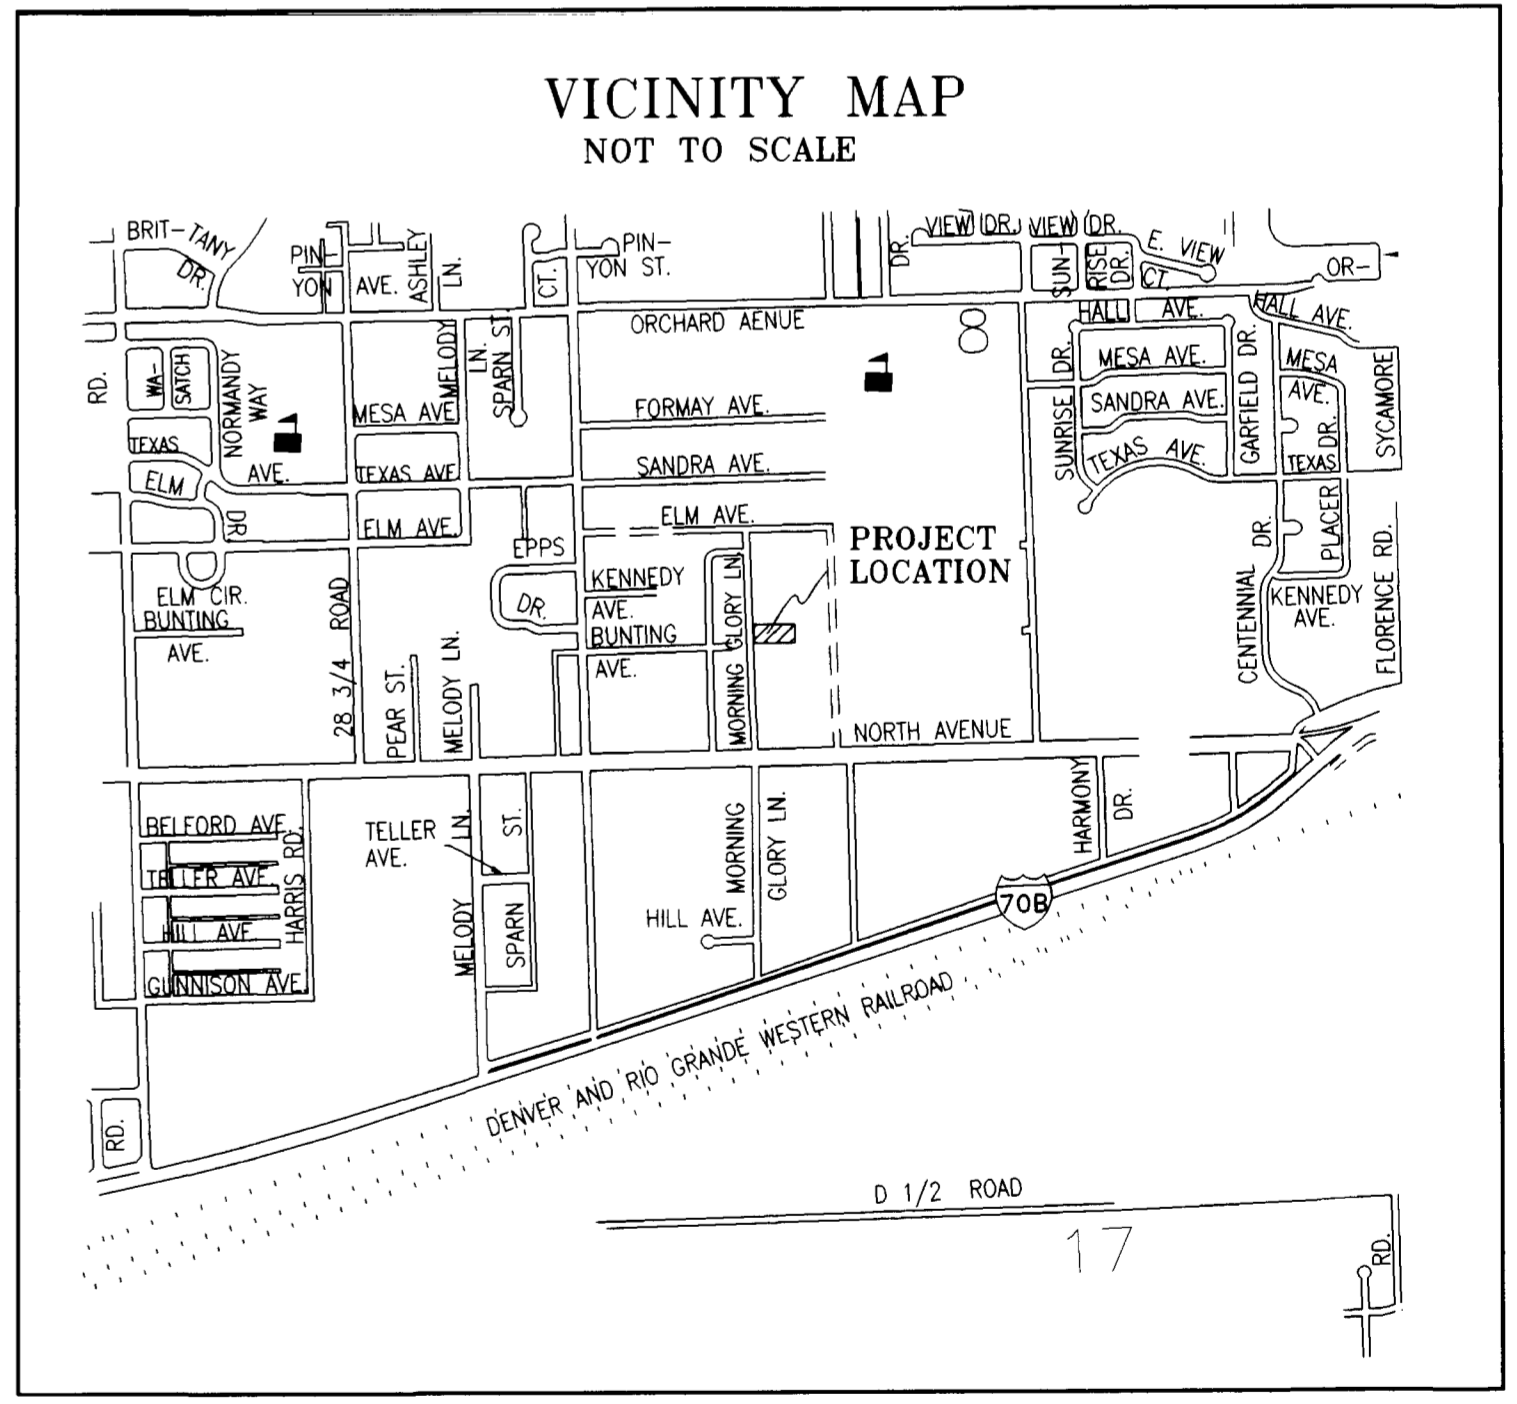 VICINITY MAP
NOT TO SCALE
BRIT-TANY
DR.
PIN-
YON
AVE.
ASHLEY
LN.
CT.
PIN-
YON ST.
DR.
VIEW
DR.
VIEW
DR.
SUN-
RISE
DR.
E. VIEW
CT.
OR-
ORCHARD AENUE
HALL
AVE.
HALL AVE.
8
RD.
WA-
SATCH
NORMANDY
WAY
MELODY
LN.
SPARN ST.
MESA AVE.
FORMAY AVE.
SUNRISE DR.
MESA AVE.
SANDRA AVE.
GARFIELD DR.
MESA
AVE.
SYCAMORE
TEXAS
AVE.
TEXAS AVE.
SANDRA AVE.
TEXAS AVE.
TEXAS
DR.
ELM
DR.
ELM AVE.
ELM AVE.
PROJECT
LOCATION
EPPS
DR.
KENNEDY
AVE.
BUNTING
AVE.
MORNING GLORY LN.
CENTENNIAL DR.
PLACER
KENNEDY
AVE.
FLORENCE RD.
ELM CIR.
BUNTING
AVE.
28 3/4 ROAD
PEAR ST.
MELODY LN.
NORTH AVENUE
BELFORD AVE.
TELLER AVE.
HILL AVE.
GUNNISON AVE.
HARRIS RD.
TELLER
AVE.
MELODY LN.
SPARN ST.
MORNING
GLORY LN.
HILL AVE.
HARMONY
DR.
70B
DENVER AND RIO GRANDE WESTERN RAILROAD
RD.
D 1/2 ROAD
17
RD.